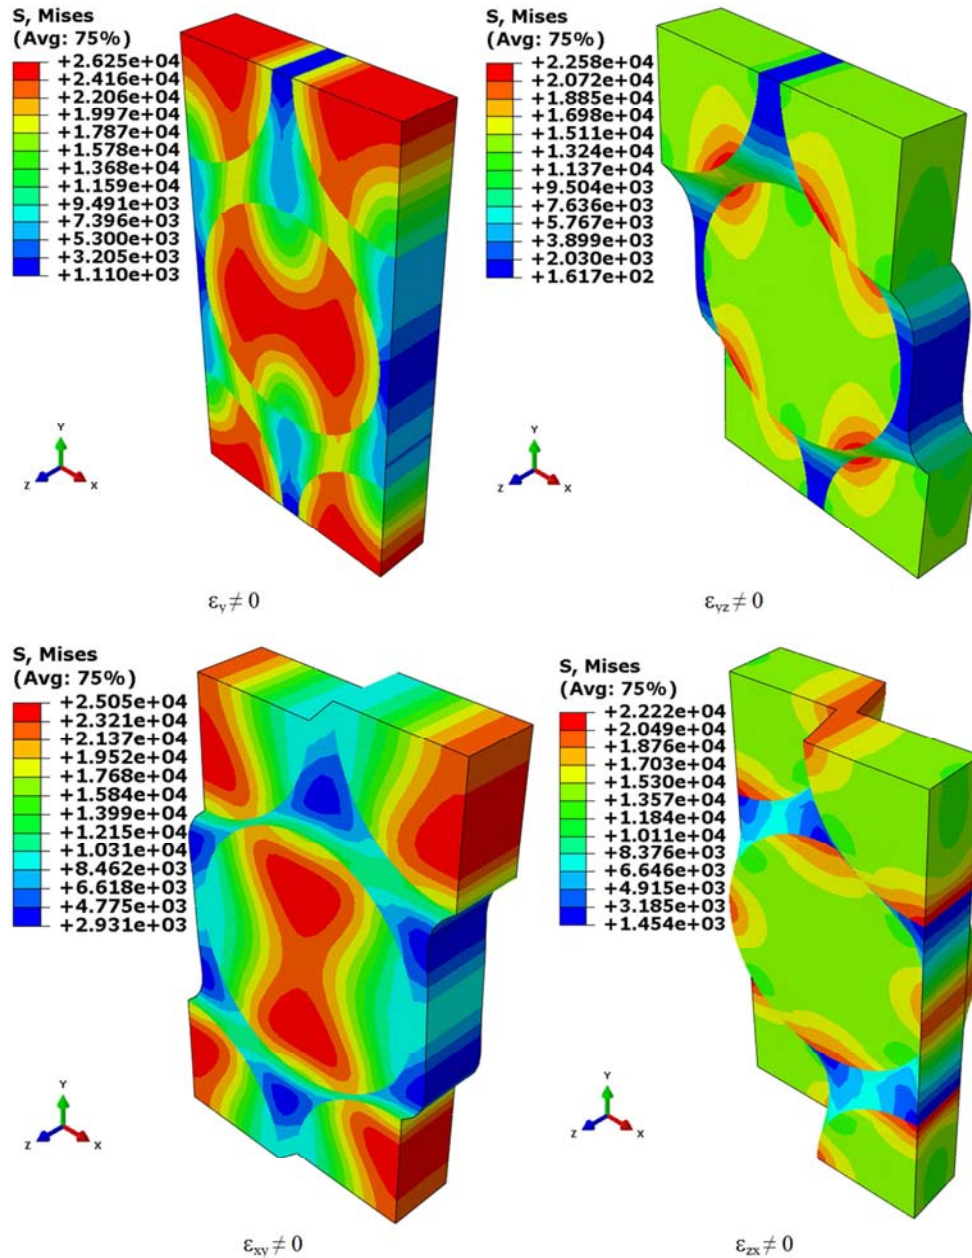 S, Mises
(Avg: 75%)
+2.625e+04
+2.416e+04
+2.206e+04
+1.997e+04
+1.787e+04
+1.578e+04
+1.368e+04
+1.159e+04
+9.491e+03
+7.396e+03
+5.300e+03
+3.205e+03
+1.110e+03
Y
Z
X
εy ≠ 0
S, Mises
(Avg: 75%)
+2.258e+04
+2.072e+04
+1.885e+04
+1.698e+04
+1.511e+04
+1.324e+04
+1.137e+04
+9.504e+03
+7.636e+03
+5.767e+03
+3.899e+03
+2.030e+03
+1.617e+02
Y
Z
X
εyz ≠ 0
S, Mises
(Avg: 75%)
+2.505e+04
+2.321e+04
+2.137e+04
+1.952e+04
+1.768e+04
+1.584e+04
+1.399e+04
+1.215e+04
+1.031e+04
+8.462e+03
+6.618e+03
+4.775e+03
+2.931e+03
Y
Z
X
εxy ≠ 0
S, Mises
(Avg: 75%)
+2.222e+04
+2.049e+04
+1.876e+04
+1.703e+04
+1.530e+04
+1.357e+04
+1.184e+04
+1.011e+04
+8.376e+03
+6.646e+03
+4.915e+03
+3.185e+03
+1.454e+03
Y
Z
X
εzx ≠ 0